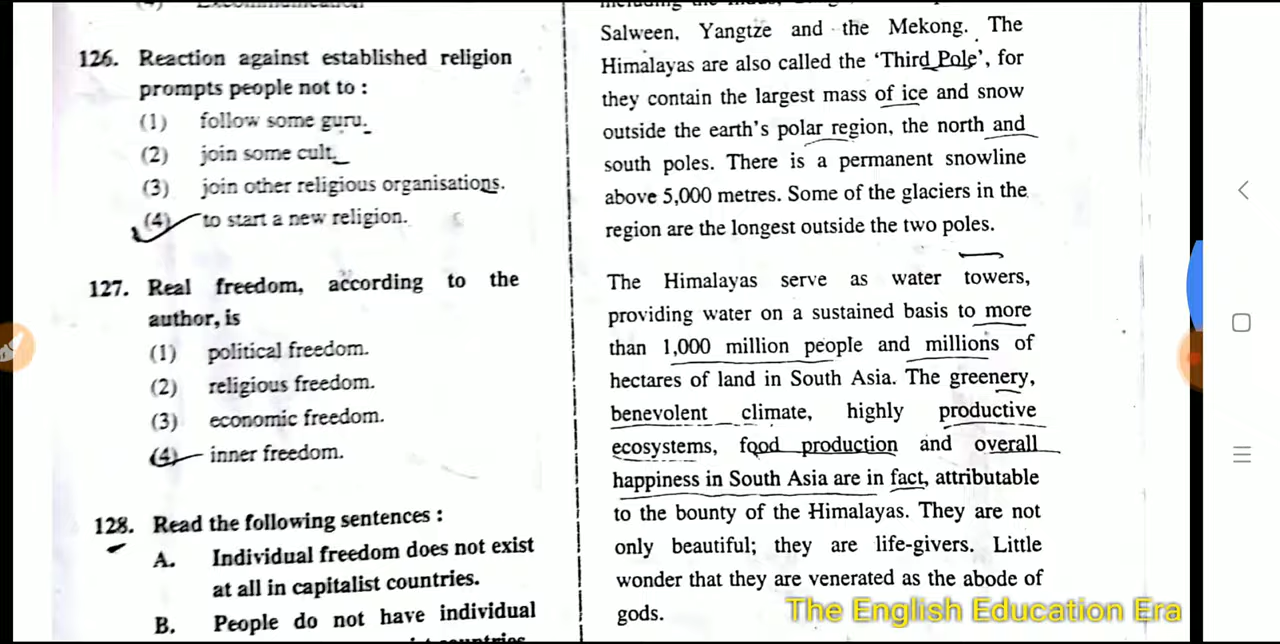 126. Reaction against established religion
prompts people not to :
(1) follow some guru.
(2) join some cult.
(3) join other religious organisations.
(4) to start a new religion.
127. Real freedom, according to the
author, is
(1) political freedom.
(2) religious freedom.
(3) economic freedom.
(4) inner freedom.
128. Read the following sentences :
A. Individual freedom does not exist
at all in capitalist countries.
B. People do not have individual
Salween, Yangtze and the Mekong. The
Himalayas are also called the ‘Third Pole’, for
they contain the largest mass of ice and snow
outside the earth’s polar region, the north and
south poles. There is a permanent snowline
above 5,000 metres. Some of the glaciers in the
region are the longest outside the two poles.
The Himalayas serve as water towers,
providing water on a sustained basis to more
than 1,000 million people and millions of
hectares of land in South Asia. The greenery,
benevolent climate, highly productive
ecosystems, food production and overall
happiness in South Asia are in fact, attributable
to the bounty of the Himalayas. They are not
only beautiful; they are life-givers. Little
wonder that they are venerated as the abode of
gods.
The English Education Era